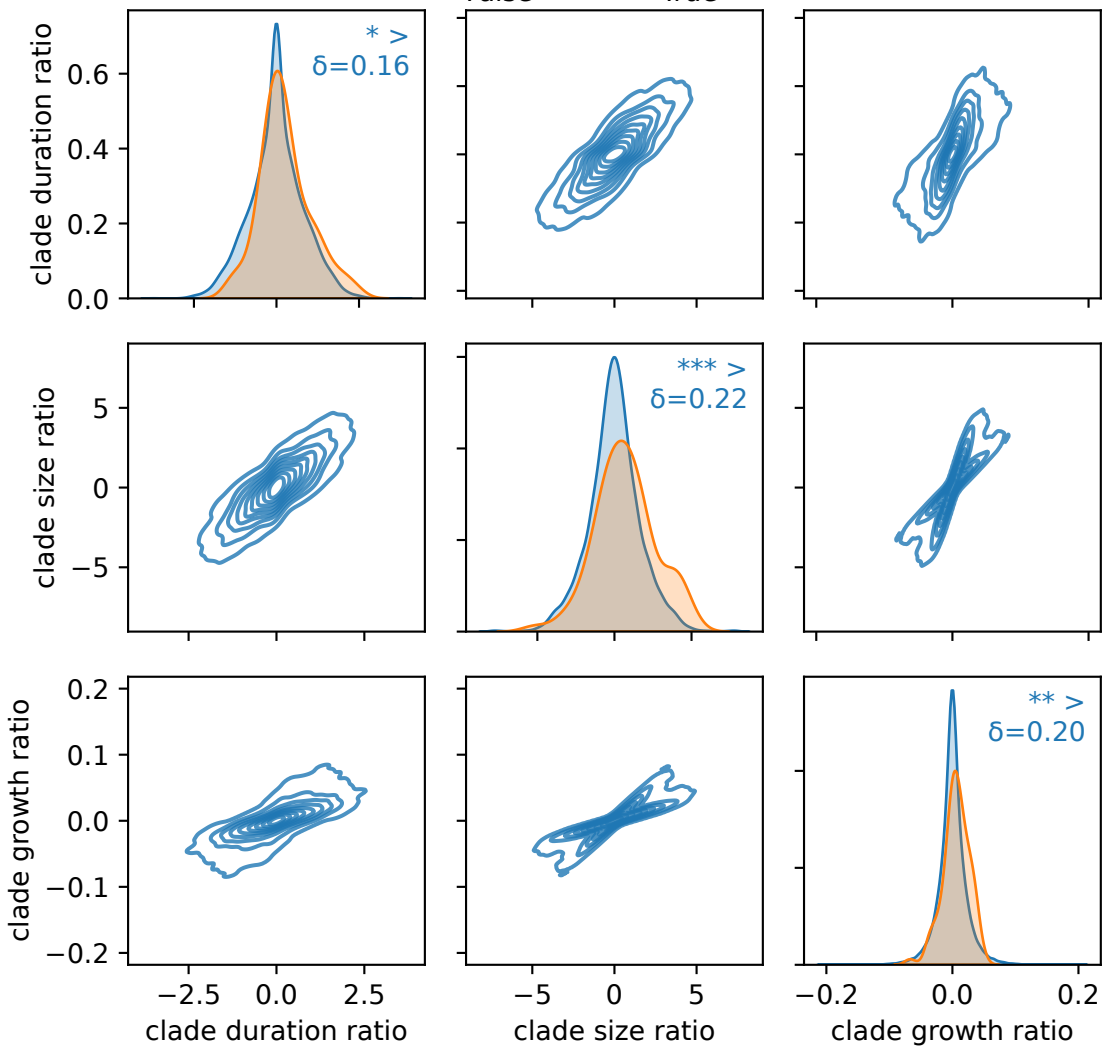 * >
δ=0.16
clade duration ratio
0.6
0.4
0.2
0.0
*** >
δ=0.22
clade size ratio
5
0
−5
** >
δ=0.20
clade growth ratio
0.2
0.1
0.0
−0.1
−0.2
−2.5 0.0 2.5
−5 0 5
−0.2 0.0 0.2
clade duration ratio
clade size ratio
clade growth ratio